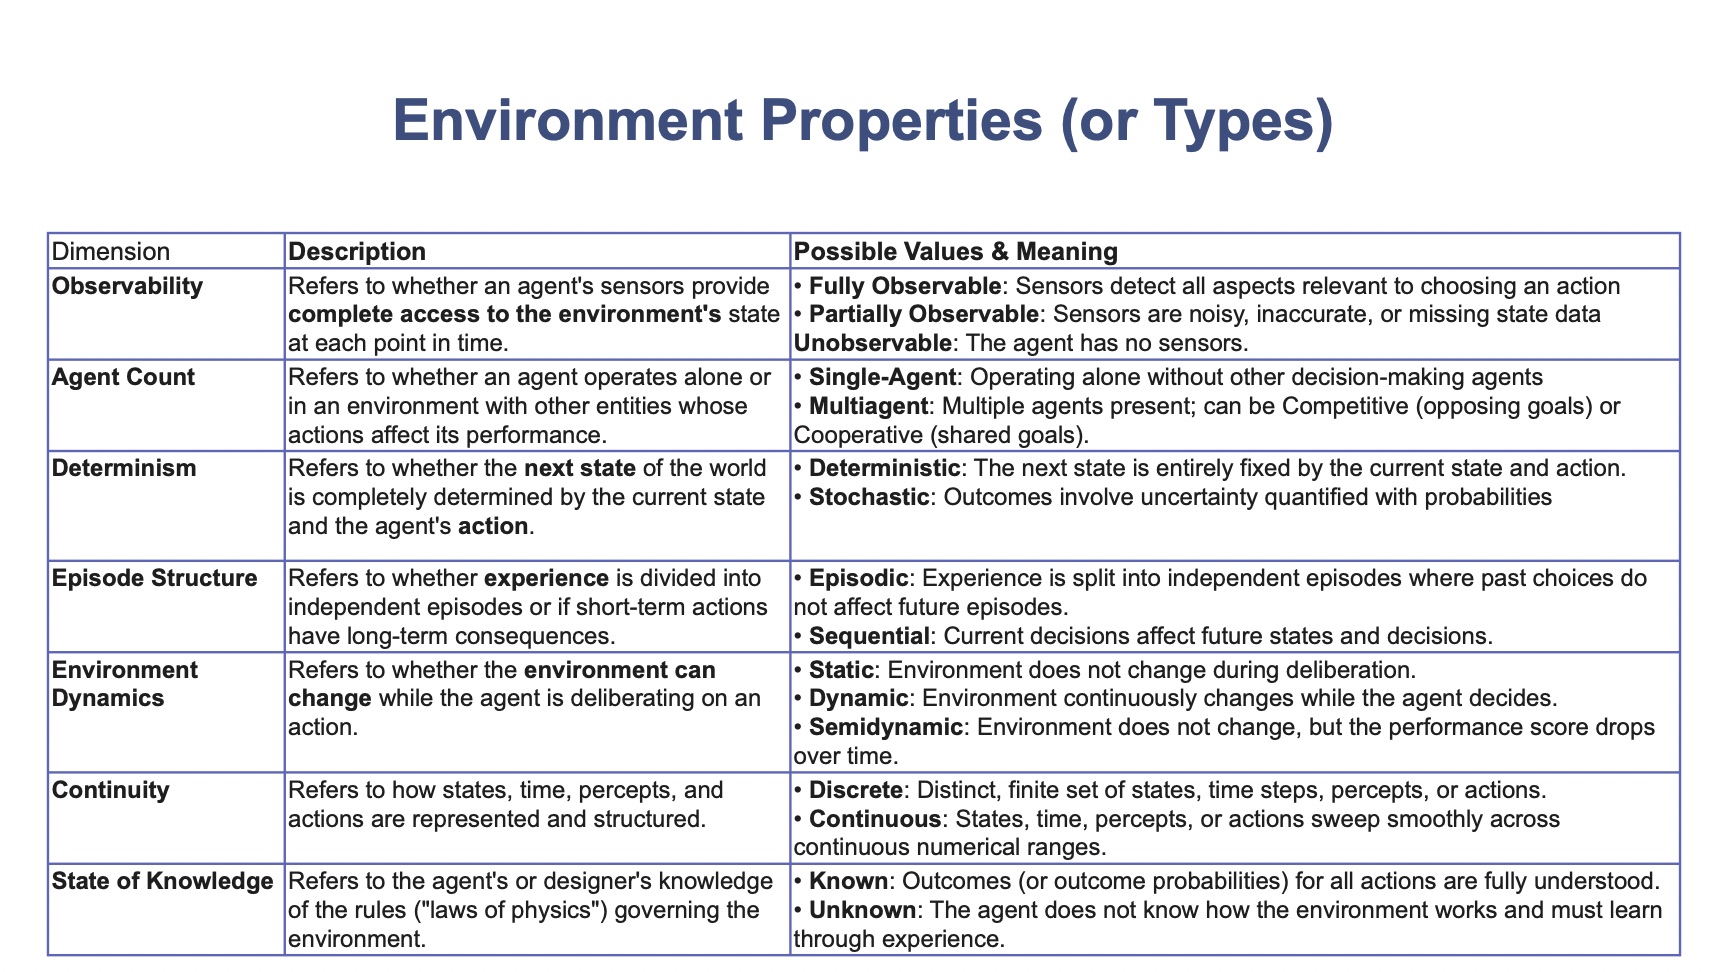 Environment Properties (or Types)
Dimension
Description
Possible Values & Meaning
Observability
Refers to whether an agent's sensors provide
complete access to the environment's state
at each point in time.
• Fully Observable: Sensors detect all aspects relevant to choosing an action
• Partially Observable: Sensors are noisy, inaccurate, or missing state data
Unobservable: The agent has no sensors.
Agent Count
Refers to whether an agent operates alone or
in an environment with other entities whose
actions affect its performance.
• Single-Agent: Operating alone without other decision-making agents
• Multiagent: Multiple agents present; can be Competitive (opposing goals) or
Cooperative (shared goals).
Determinism
Refers to whether the next state of the world
is completely determined by the current state
and the agent's action.
• Deterministic: The next state is entirely fixed by the current state and action.
• Stochastic: Outcomes involve uncertainty quantified with probabilities
Episode Structure
Refers to whether experience is divided into
independent episodes or if short-term actions
have long-term consequences.
• Episodic: Experience is split into independent episodes where past choices do
not affect future episodes.
• Sequential: Current decisions affect future states and decisions.
Environment
Dynamics
Refers to whether the environment can
change while the agent is deliberating on an
action.
• Static: Environment does not change during deliberation.
• Dynamic: Environment continuously changes while the agent decides.
• Semidynamic: Environment does not change, but the performance score drops
over time.
Continuity
Refers to how states, time, percepts, and
actions are represented and structured.
• Discrete: Distinct, finite set of states, time steps, percepts, or actions.
• Continuous: States, time, percepts, or actions sweep smoothly across
continuous numerical ranges.
State of Knowledge
Refers to the agent's or designer's knowledge
of the rules ("laws of physics") governing the
environment.
• Known: Outcomes (or outcome probabilities) for all actions are fully understood.
• Unknown: The agent does not know how the environment works and must learn
through experience.